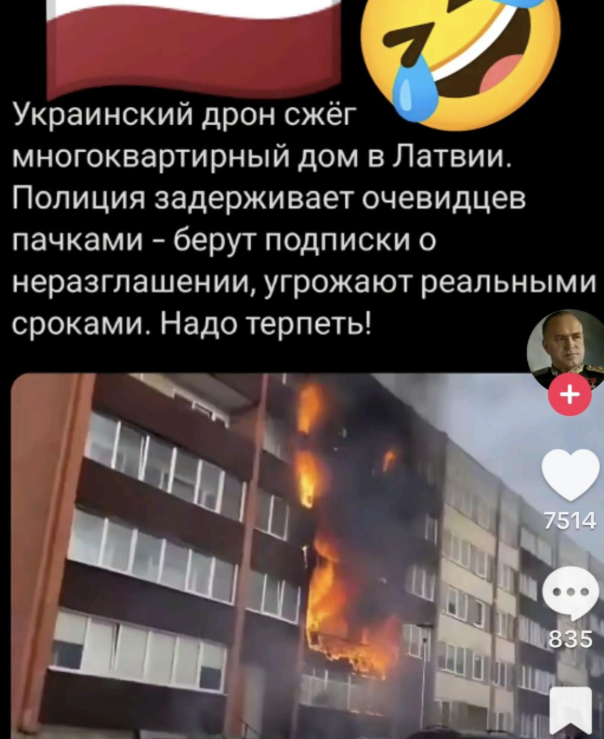 Украинский дрон сжёг
многоквартирный дом в Латвии.
Полиция задерживает очевидцев
пачками - берут подписки о
неразглашении, угрожают реальными
сроками. Надо терпеть!
7514
835